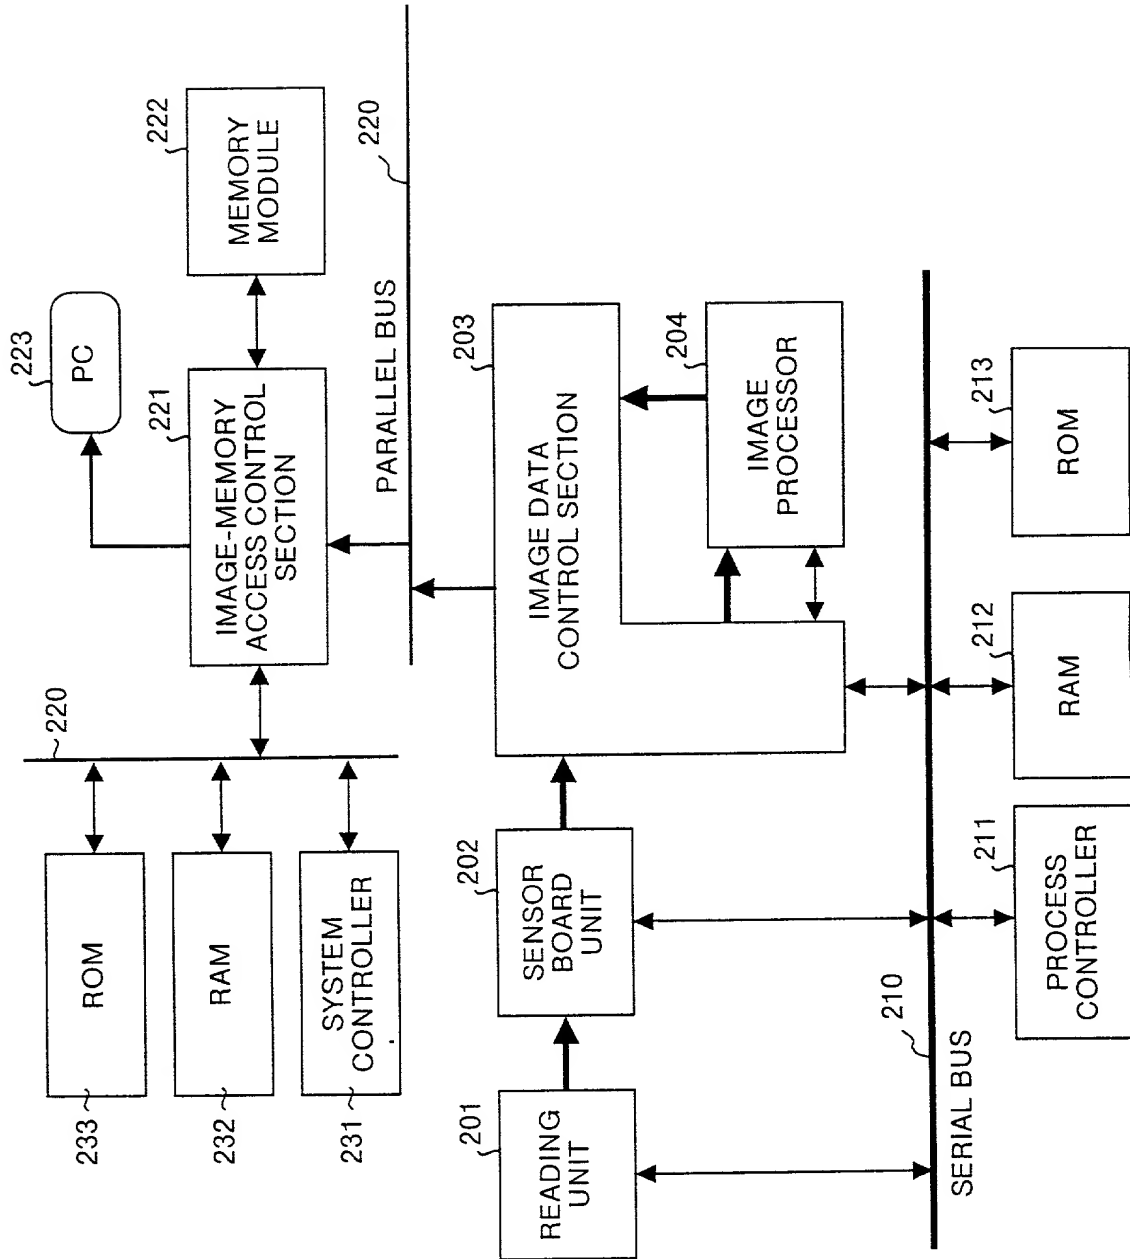 233
ROM
232
RAM
231
SYSTEM
CONTROLLER
220
223
PC
221
IMAGE-MEMORY
ACCESS CONTROL
SECTION
222
MEMORY
MODULE
PARALLEL BUS
220
201
READING
UNIT
202
SENSOR
BOARD
UNIT
203
IMAGE DATA
CONTROL SECTION
204
IMAGE
PROCESSOR
SERIAL BUS
210
211
PROCESS
CONTROLLER
212
RAM
213
ROM